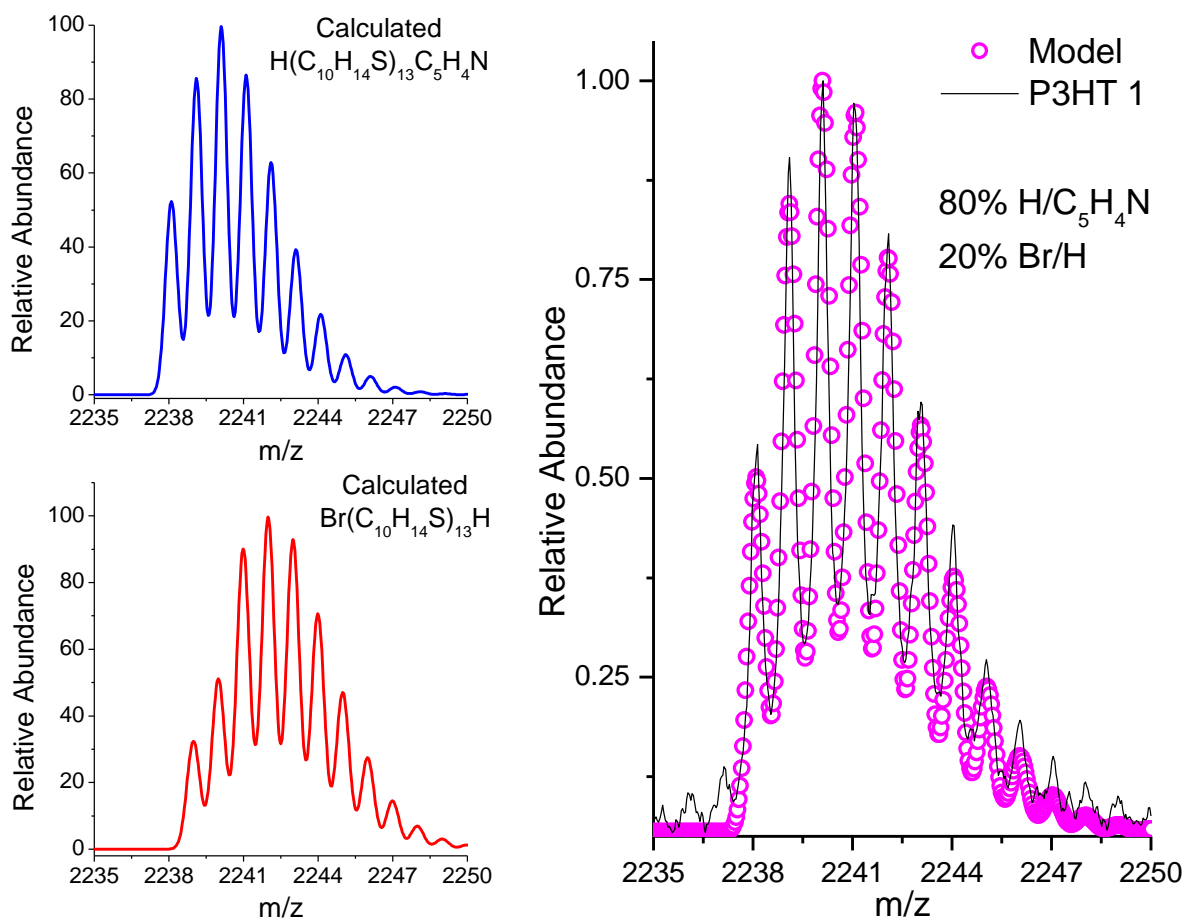 Calculated
H(C₁₀H₁₄S)₁₃C₅H₄N
100
80
60
40
20
0
Relative Abundance
2235 2238 2241 2244 2247 2250
m/z
Calculated
Br(C₁₀H₁₄S)₁₃H
100
80
60
40
20
0
Relative Abundance
2235 2238 2241 2244 2247 2250
m/z
Model
P3HT 1
80% H/C₅H₄N
20% Br/H
1.00
0.75
0.50
0.25
Relative Abundance
2235 2238 2241 2244 2247 2250
m/z